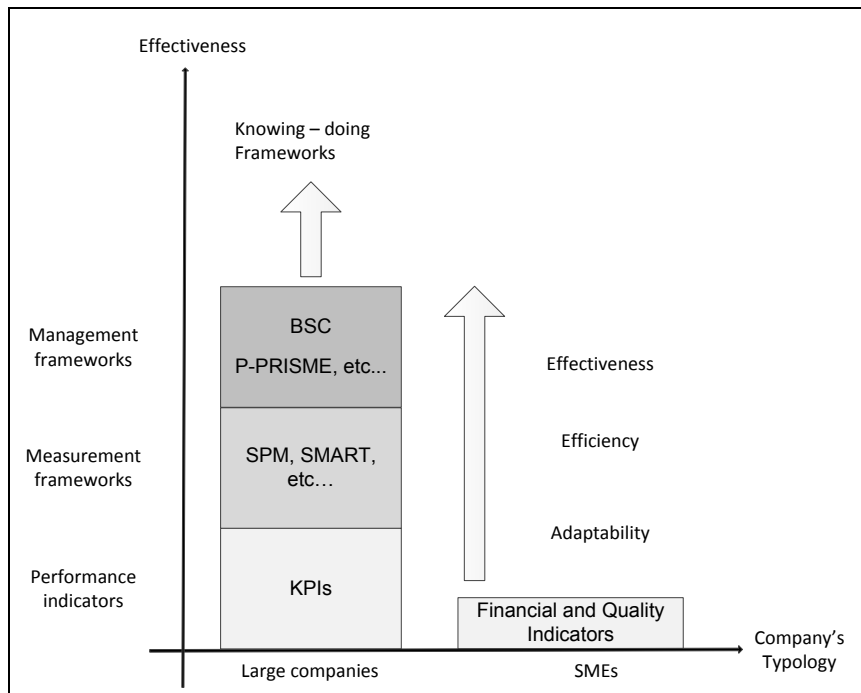 Effectiveness
Knowing – doing
Frameworks
Management
frameworks
BSC
P-PRISME, etc...
Effectiveness
Measurement
frameworks
SPM, SMART,
etc…
Efficiency
Adaptability
Performance
indicators
KPIs
Financial and Quality
Indicators
Company’s
Typology
Large companies
SMEs